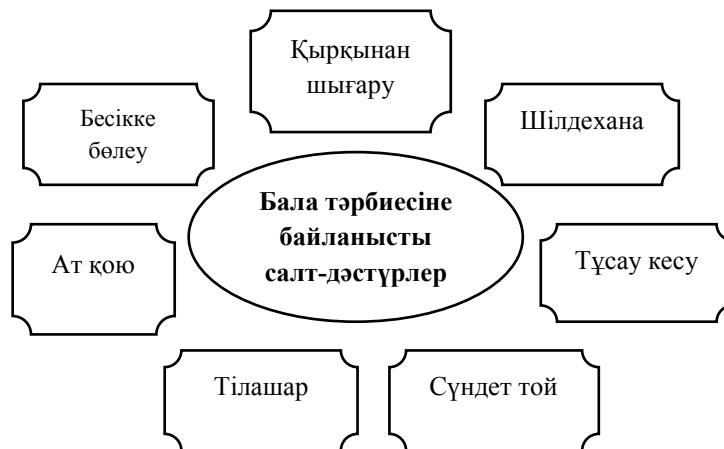 Қырқынан
шығару
Бесікке
бөлеу
Шілдехана
Бала тәрбиесіне
байланысты
салт-дәстүрлер
Ат қою
Тұсау кесу
Тілашар
Сүндет той